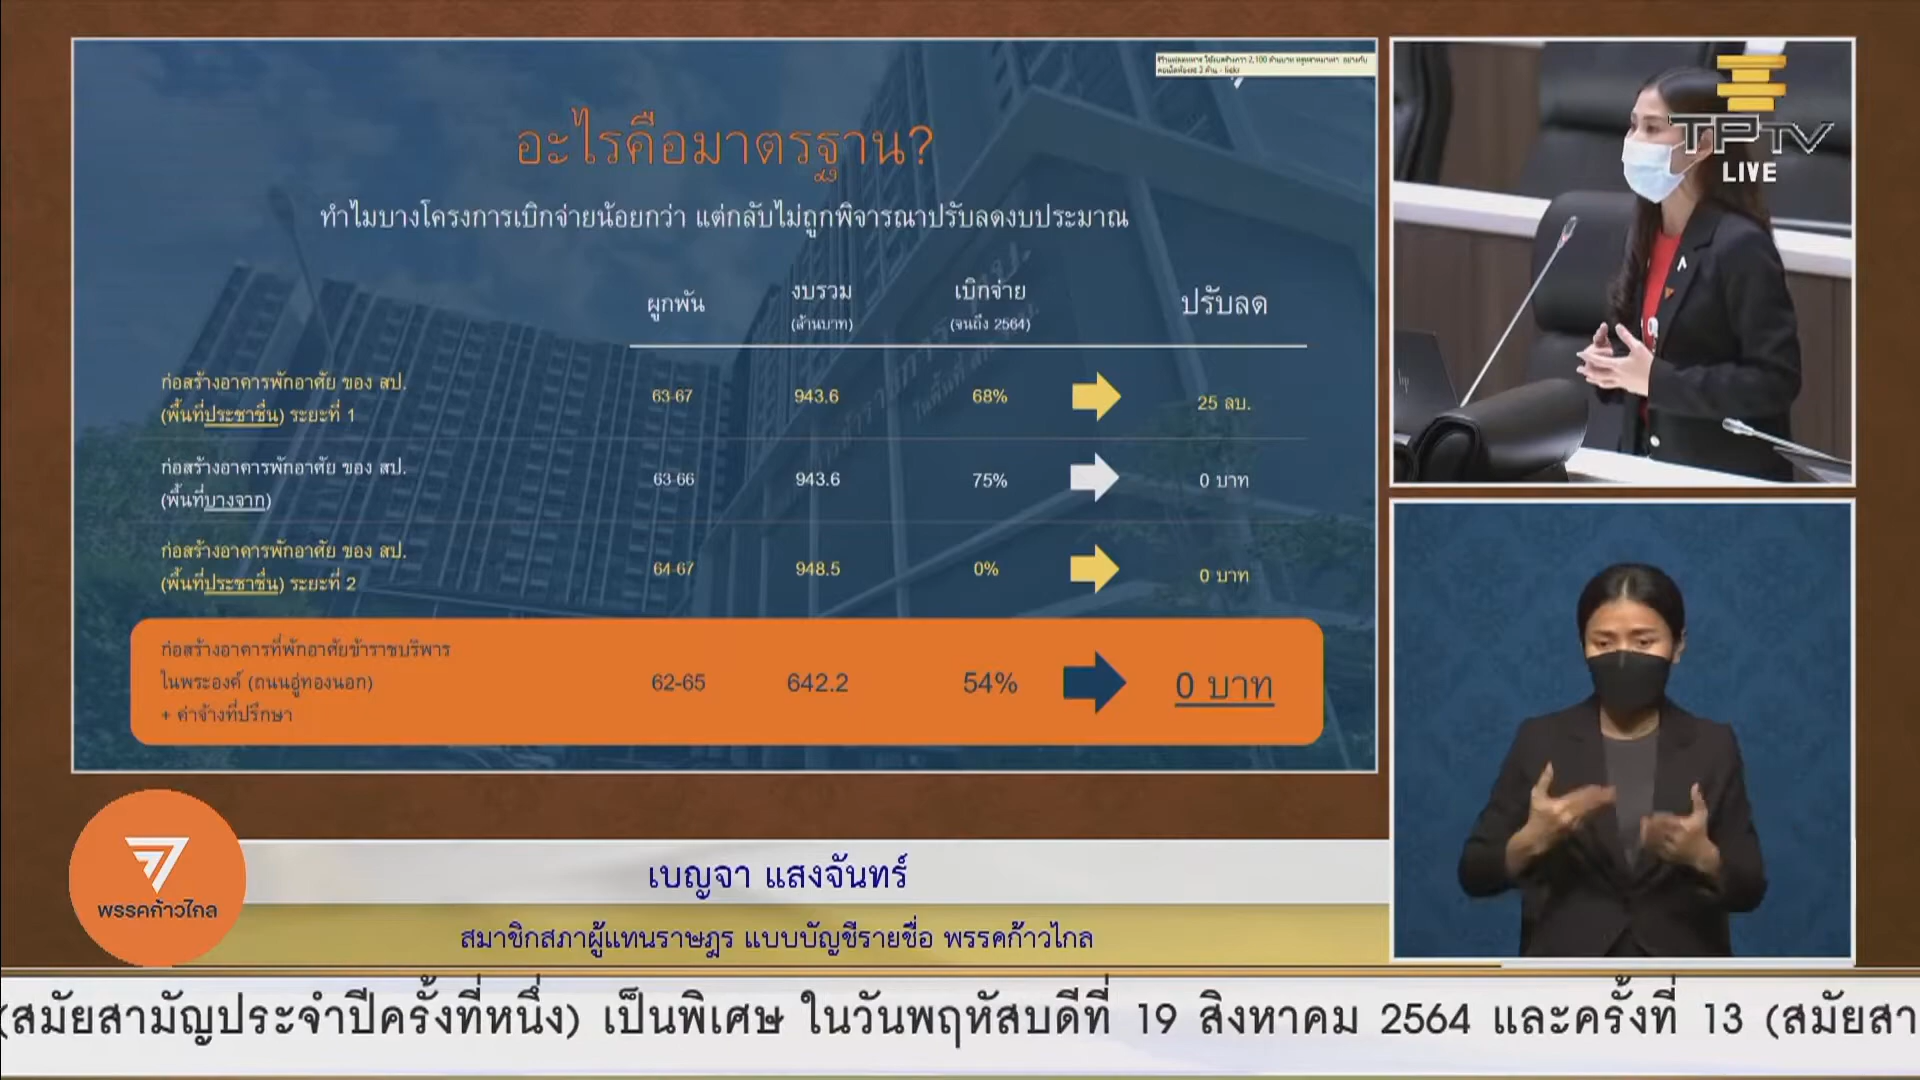 อะไรคือมาตรฐาน?
ทำไมบางโครงการเบิกจ่ายน้อยกว่า แต่กลับไม่ถูกพิจารณาปรับลดงบประมาณ
ผูกพัน งบรวม (ล้านบาท) เบิกจ่าย (จนถึง 2564) ปรับลด
ก่อสร้างอาคารพักอาศัย ของ สป.
(พื้นที่ประชาชื่น) ระยะที่ 1
63-67 943.6 68% 25 ลบ.
ก่อสร้างอาคารพักอาศัย ของ สป.
(พื้นที่บางจาก)
63-66 943.6 75% 0 บาท
ก่อสร้างอาคารพักอาศัย ของ สป.
(พื้นที่ประชาชื่น) ระยะที่ 2
64-67 948.5 0% 0 บาท
ก่อสร้างอาคารที่พักอาศัยข้าราชบริพาร
ในพระองค์ (ถนนอู่ทองนอก)
+ ค่าจ้างที่ปรึกษา
62-65 642.2 54% 0 บาท
TPTV
LIVE
พรรคก้าวไกล
เบญจา แสงจันทร์
สมาชิกสภาผู้แทนราษฎร แบบบัญชีรายชื่อ พรรคก้าวไกล
(สมัยสามัญประจำปีครั้งที่หนึ่ง) เป็นพิเศษ ในวันพฤหัสบดีที่ 19 สิงหาคม 2564 และครั้งที่ 13 (สมัยสา